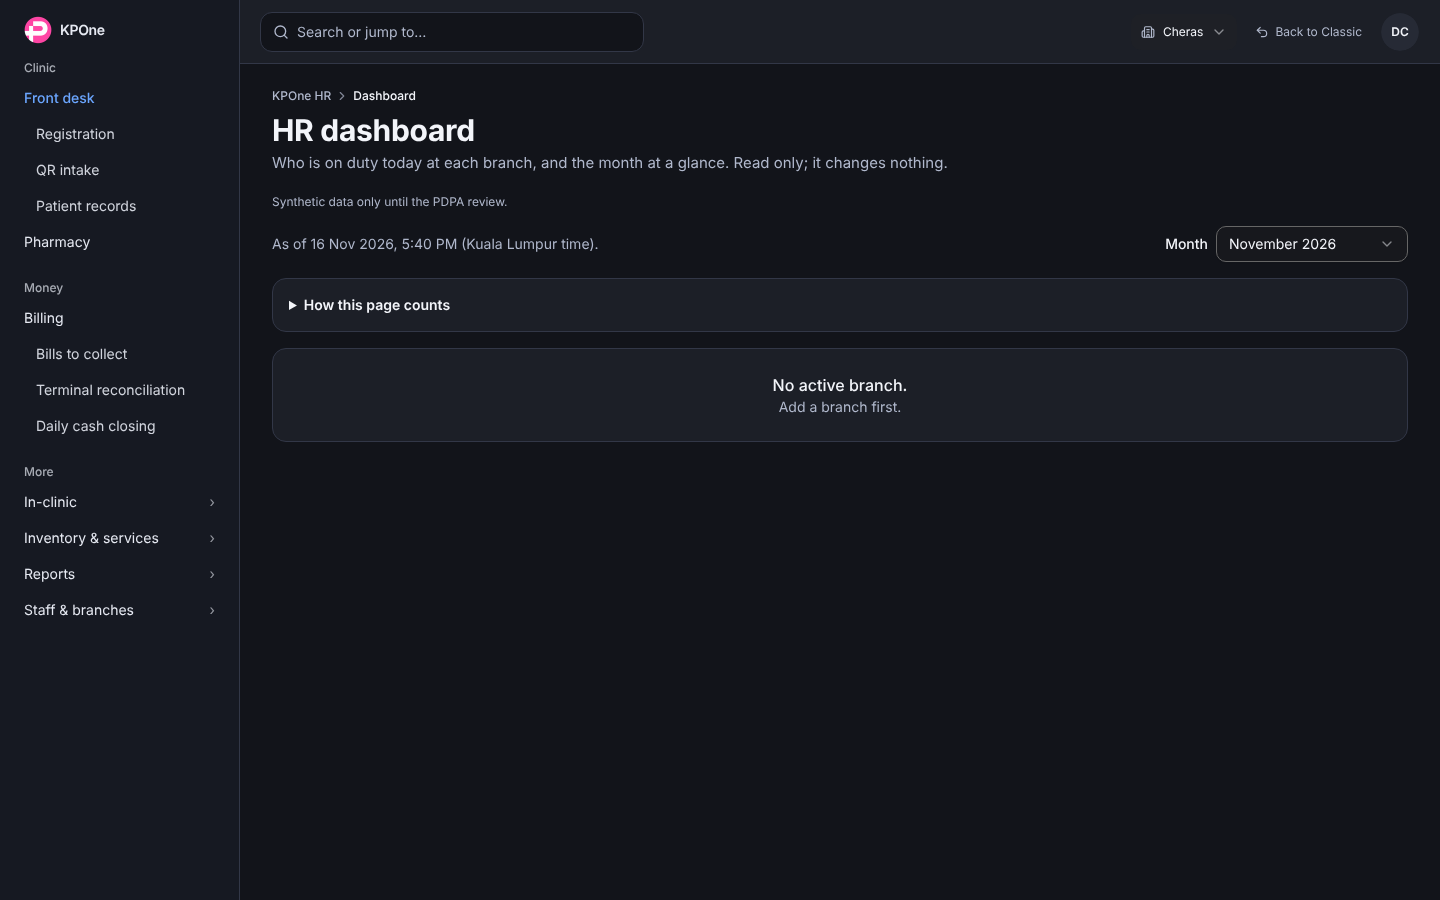 KPOne
Search or jump to...
Cheras
Back to Classic
DC
Clinic
Front desk
Registration
QR intake
Patient records
Pharmacy
Money
Billing
Bills to collect
Terminal reconciliation
Daily cash closing
More
In-clinic
Inventory & services
Reports
Staff & branches
KPOne HR > Dashboard
HR dashboard
Who is on duty today at each branch, and the month at a glance. Read only; it changes nothing.
Synthetic data only until the PDPA review.
As of 16 Nov 2026, 5:40 PM (Kuala Lumpur time).
Month November 2026
How this page counts
No active branch.
Add a branch first.